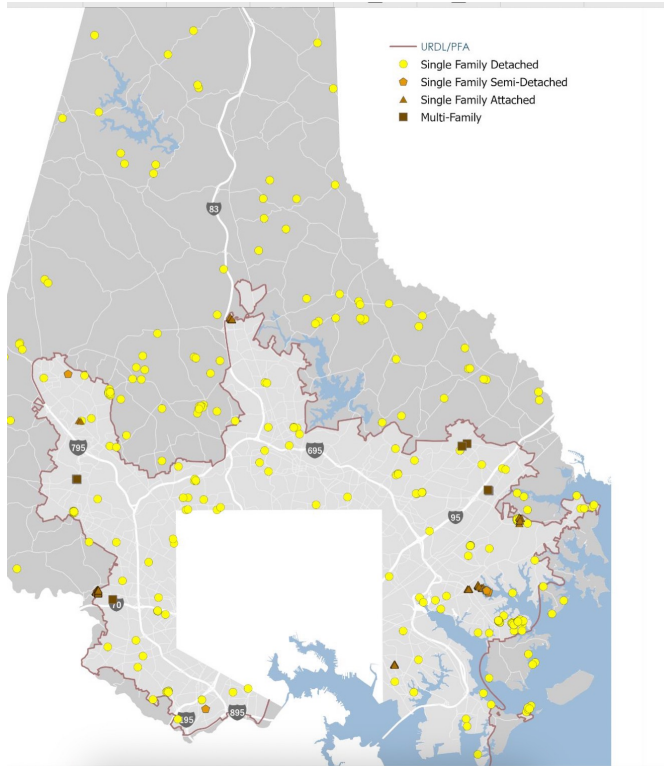 URDL/PFA
Single Family Detached
Single Family Semi-Detached
Single Family Attached
Multi-Family
83
795
695
95
70
195
895